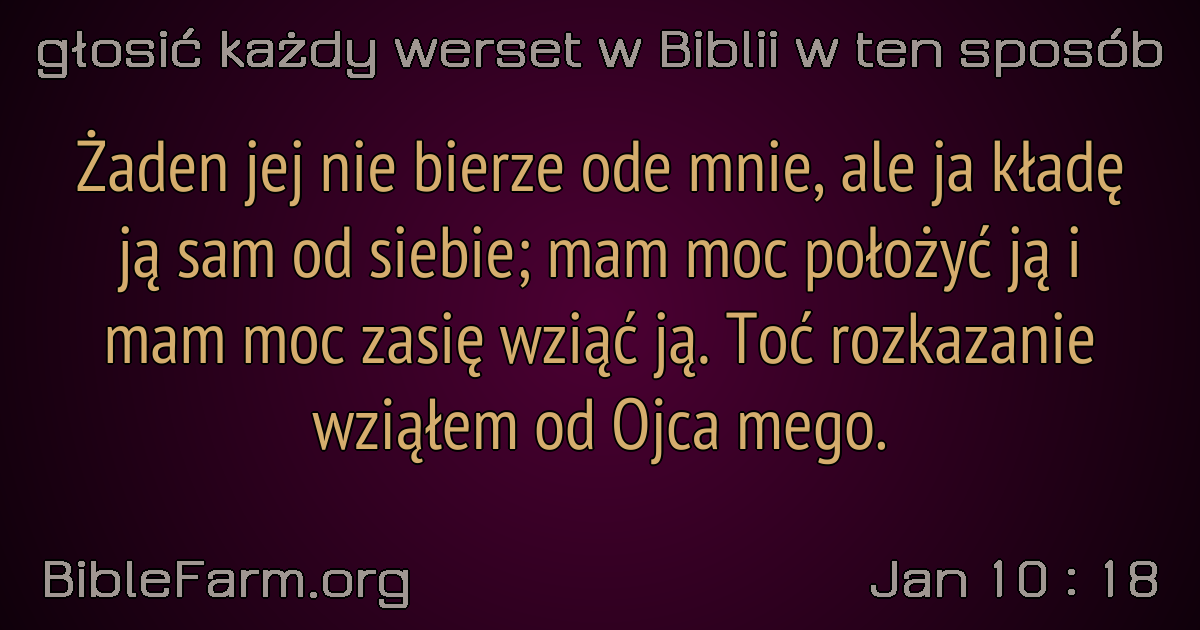 głosić każdy werset w Biblii w ten sposób
Żaden jej nie bierze ode mnie, ale ja kładę
ją sam od siebie; mam moc położyć ją i
mam moc zasię wziąć ją. Toć rozkazanie
wziąłem od Ojca mego.
BibleFarm.org
Jan 10 : 18